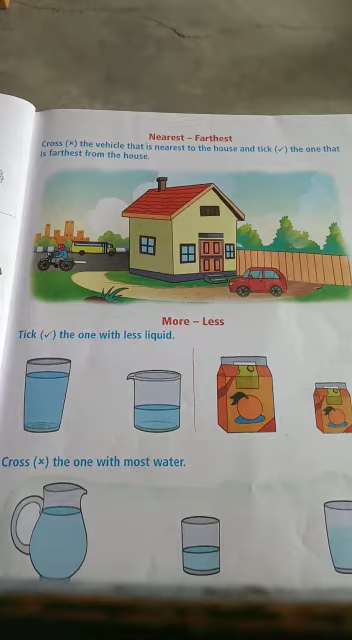 Nearest – Farthest
Cross (×) the vehicle that is nearest to the house and tick (✓) the one that
is farthest from the house.
More – Less
Tick (✓) the one with less liquid.
Cross (×) the one with most water.